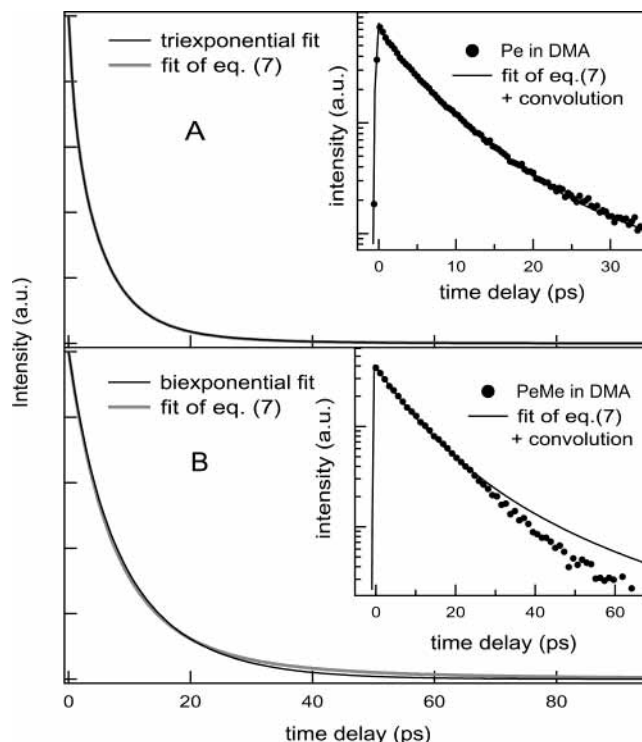 triexponential fit
fit of eq. (7)
A
intensity (a.u.)
Pe in DMA
fit of eq.(7)
+ convolution
0
10
20
30
time delay (ps)
Intensity (a.u.)
biexponential fit
fit of eq. (7)
B
intensity (a.u.)
PeMe in DMA
fit of eq.(7)
+ convolution
0
20
40
60
time delay (ps)
0
20
40
60
80
time delay (ps)